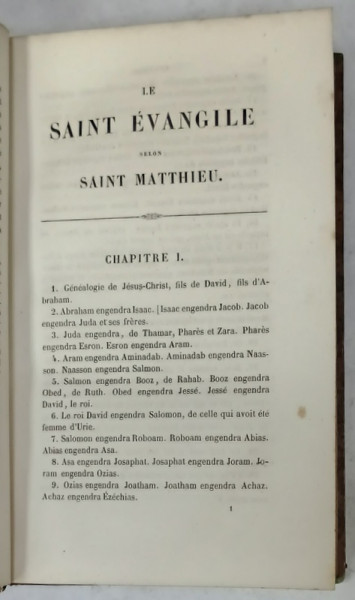 LE
SAINT ÉVANGILE
SELON
SAINT MATTHIEU.
CHAPITRE I.
1. Généalogie de Jésus-Christ, fils de David, fils d'A-
braham.
2. Abraham engendra Isaac. Isaac engendra Jacob. Jacob
engendra Juda et ses frères.
3. Juda engendra, de Thamar, Pharès et Zara. Pharès
engendra Esron. Esron engendra Aram.
4. Aram engendra Aminadab. Aminadab engendra Naas-
son. Naasson engendra Salmon.
5. Salmon engendra Booz, de Rahab. Booz engendra
Obed, de Ruth. Obed engendra Jessé. Jessé engendra
David, le roi.
6. Le roi David engendra Salomon, de celle qui avoit été
femme d'Urie.
7. Salomon engendra Roboam. Roboam engendra Abias.
Abias engendra Asa.
8. Asa engendra Josaphat. Josaphat engendra Joram. Jo-
ram engendra Ozias.
9. Ozias engendra Joatham. Joatham engendra Achaz.
Achaz engendra Ézéchias.
1